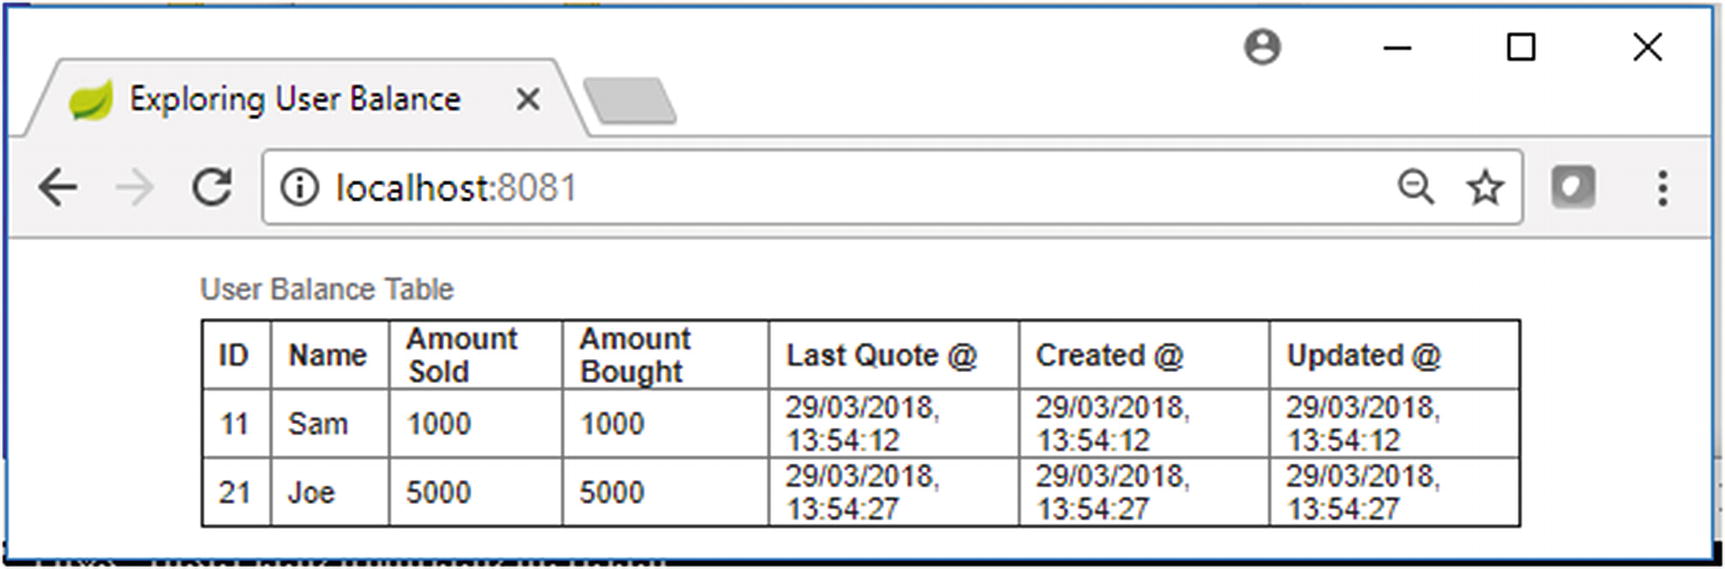 Exploring User Balance
localhost:8081
User Balance Table
ID Name Amount Sold Amount Bought Last Quote @ Created @ Updated @
11 Sam 1000 1000 29/03/2018, 13:54:12 29/03/2018, 13:54:12 29/03/2018, 13:54:12
21 Joe 5000 5000 29/03/2018, 13:54:27 29/03/2018, 13:54:27 29/03/2018, 13:54:27